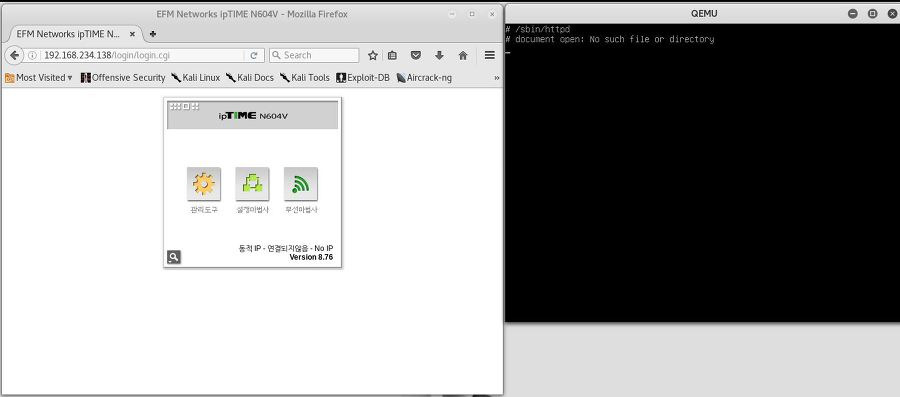 EFM Networks ipTIME N604V - Mozilla Firefox
EFM Networks ipTIME N...
192.168.234.138/login/login.cgi
Search
Most Visited Offensive Security Kali Linux Kali Docs Kali Tools Exploit-DB Aircrack-ng »
ipTIME N604V
관리도구 설정마법사 무선마법사
동적 IP - 연결되지않음 - No IP
Version 8.76
QEMU
# /sbin/httpd
# document open: No such file or directory